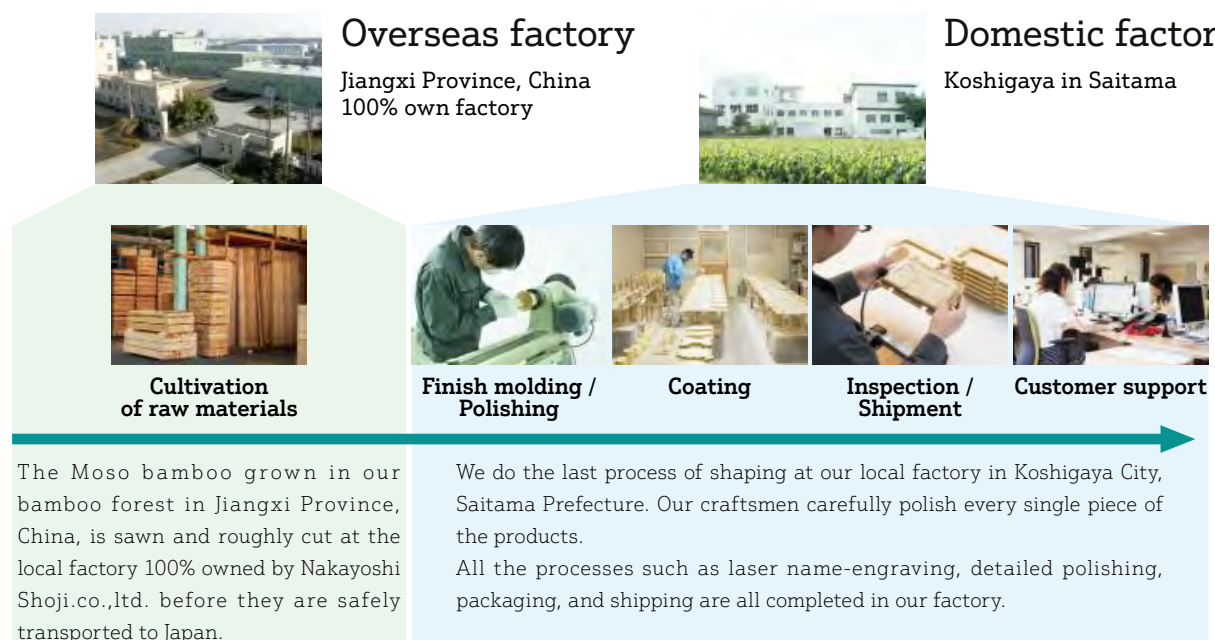 Overseas factory
Jiangxi Province, China
100% own factory
Domestic factor
Koshigaya in Saitama
Cultivation
of raw materials
Finish molding /
Polishing
Coating
Inspection /
Shipment
Customer support
The Moso bamboo grown in our
bamboo forest in Jiangxi Province,
China, is sawn and roughly cut at the
local factory 100% owned by Nakayoshi
Shoji.co.,ltd. before they are safely
transported to Japan.
We do the last process of shaping at our local factory in Koshigaya City,
Saitama Prefecture. Our craftsmen carefully polish every single piece of
the products.
All the processes such as laser name-engraving, detailed polishing,
packaging, and shipping are all completed in our factory.